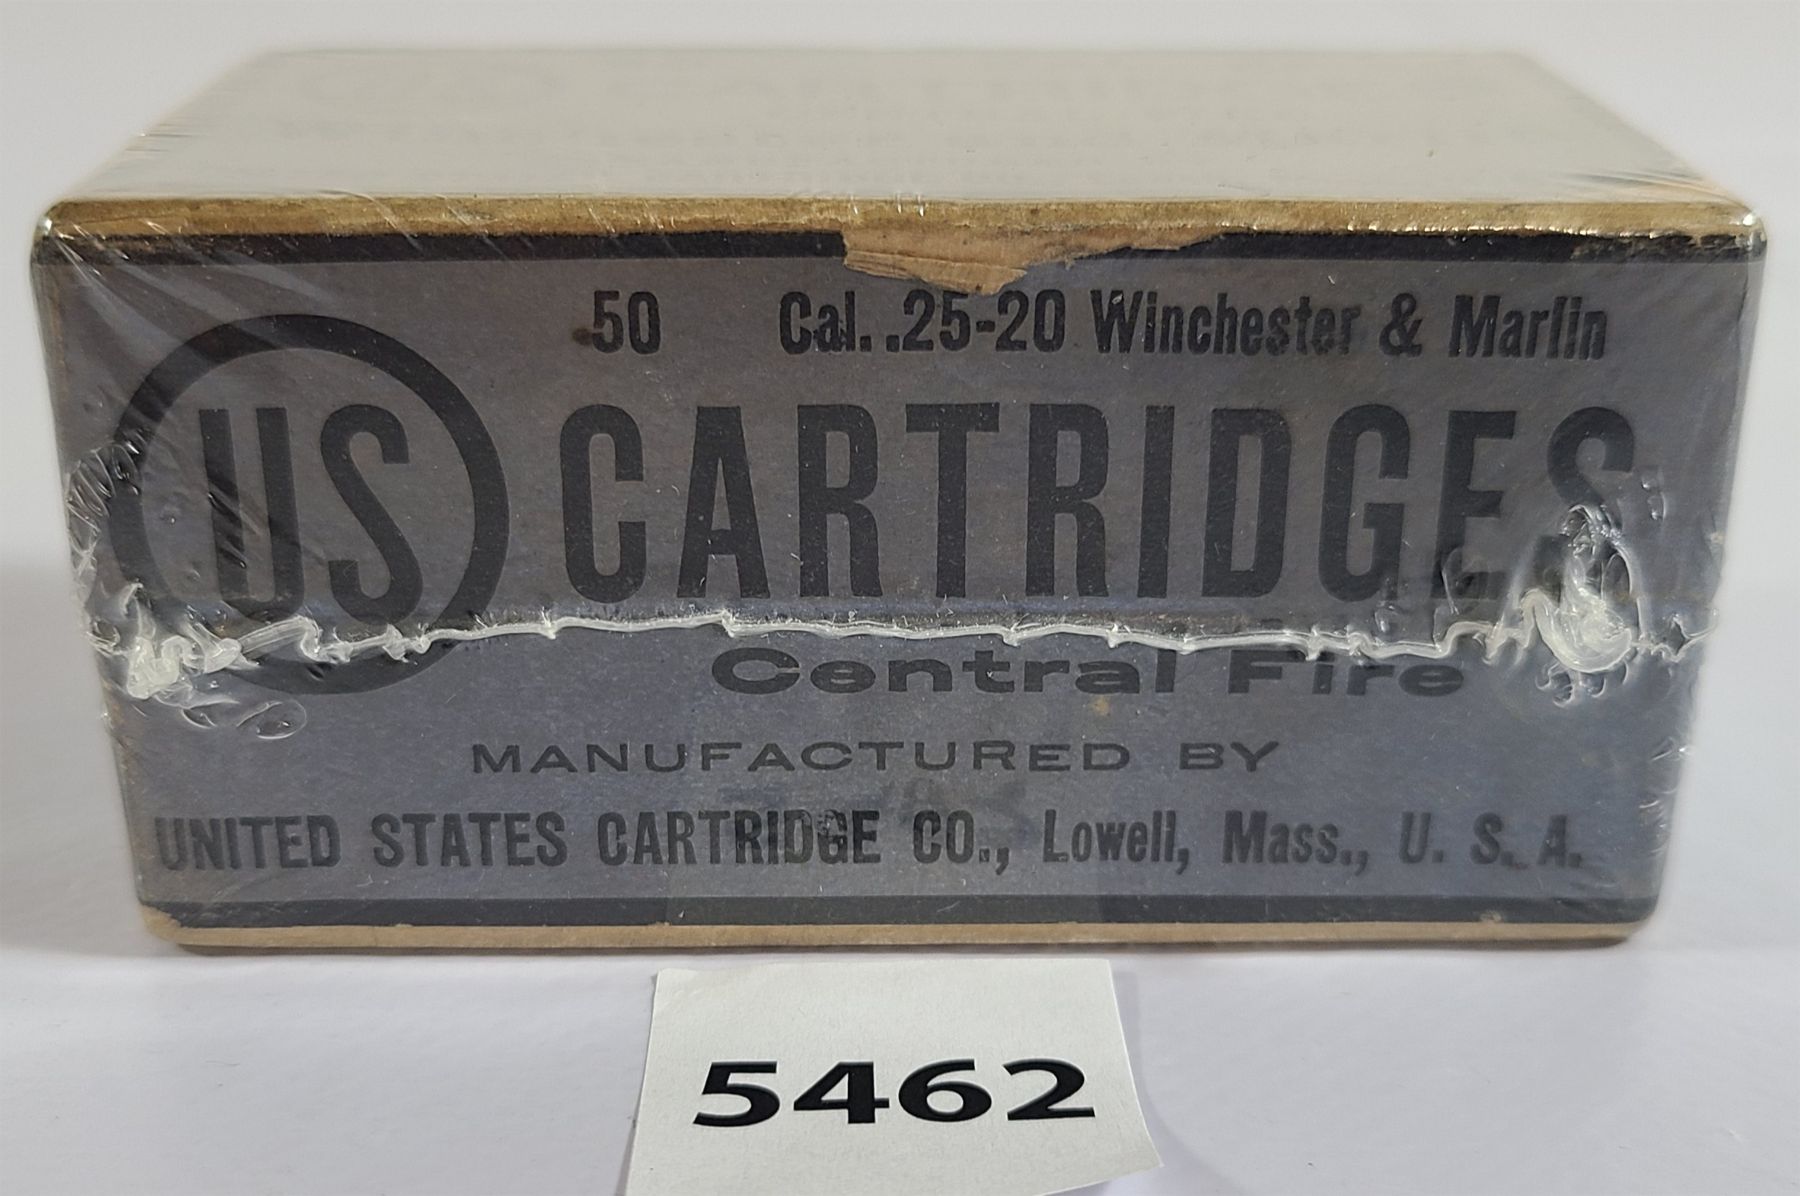 50 Cal. .25-20 Winchester & Marlin
US CARTRIDGES
Central Fire
MANUFACTURED BY
UNITED STATES CARTRIDGE CO., Lowell, Mass., U. S. A.
5462